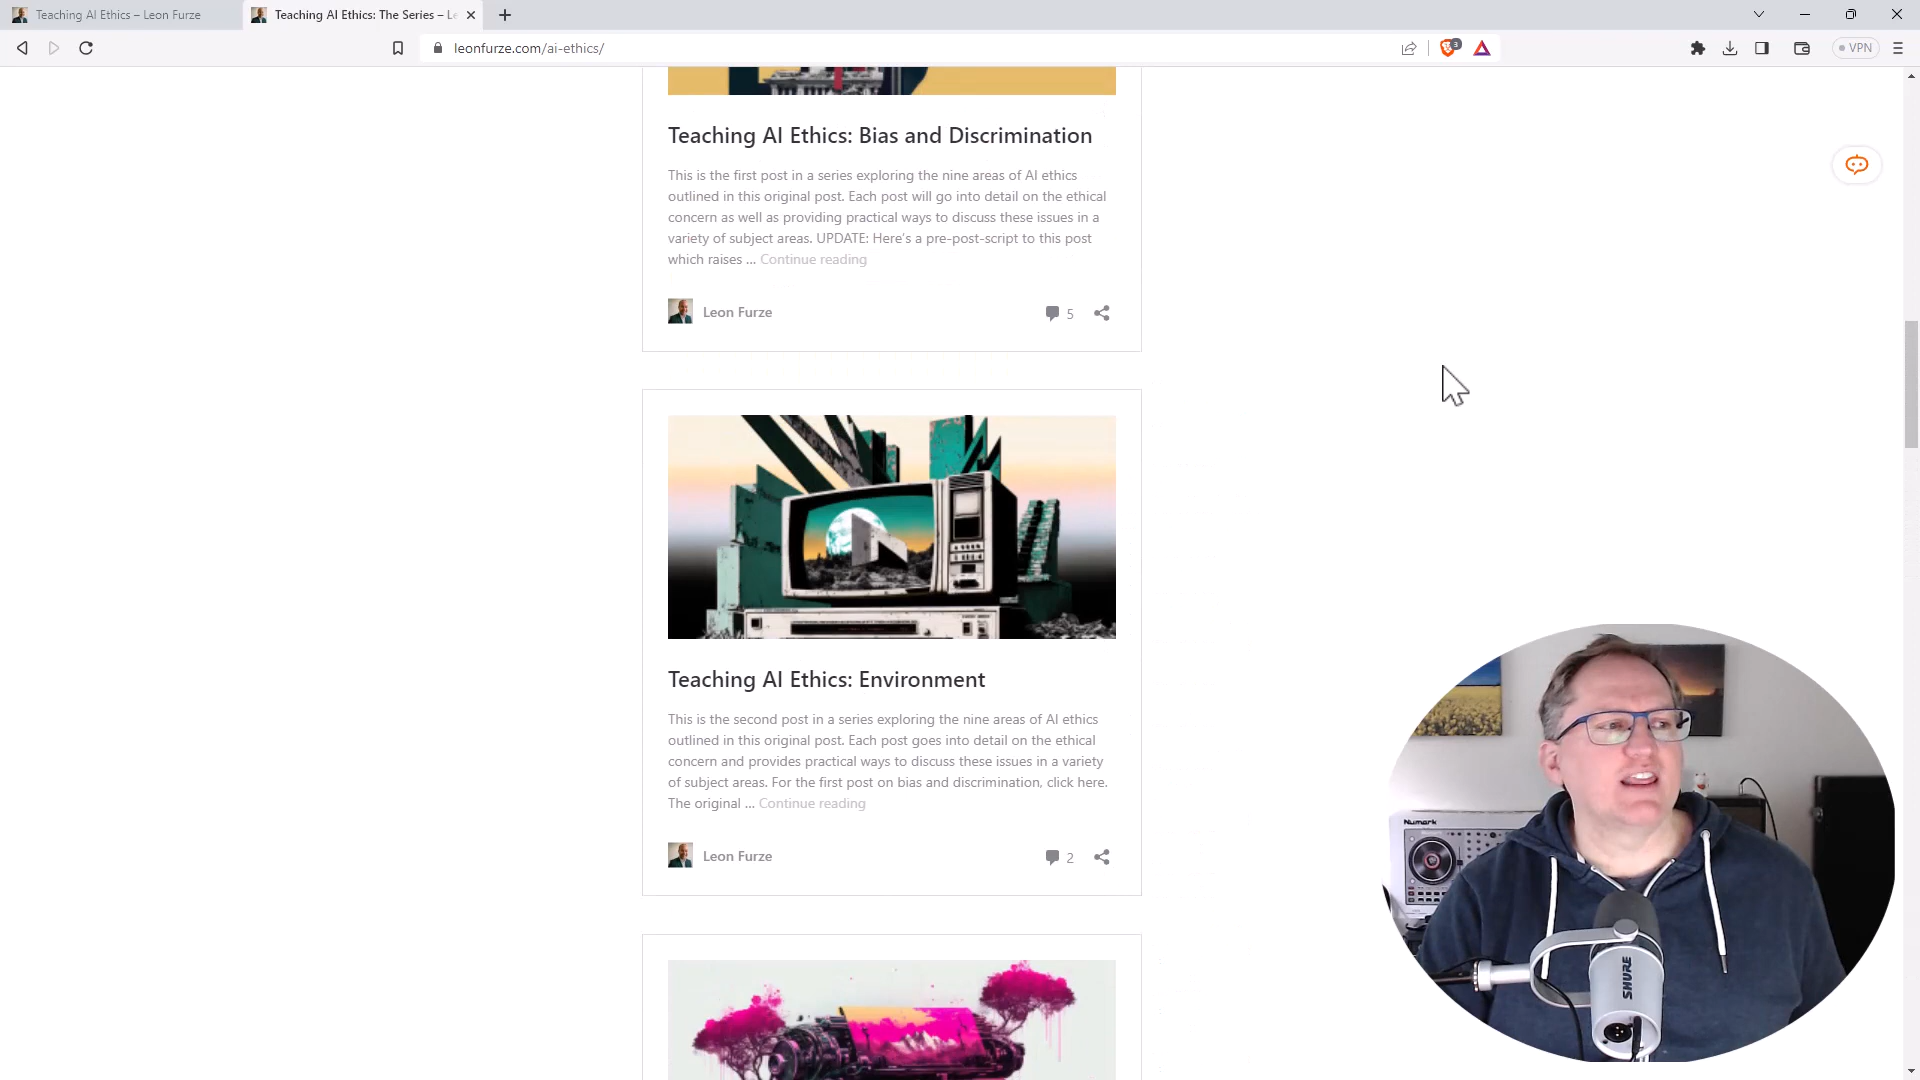 Teaching AI Ethics – Leon Furze
Teaching AI Ethics: The Series – Le
leonfurze.com/ai-ethics/
3
VPN
Teaching AI Ethics: Bias and Discrimination
This is the first post in a series exploring the nine areas of AI ethics
outlined in this original post. Each post will go into detail on the ethical
concern as well as providing practical ways to discuss these issues in a
variety of subject areas. UPDATE: Here’s a pre-post-script to this post
which raises ... Continue reading
Leon Furze
5
Teaching AI Ethics: Environment
This is the second post in a series exploring the nine areas of AI ethics
outlined in this original post. Each post goes into detail on the ethical
concern and provides practical ways to discuss these issues in a variety
of subject areas. For the first post on bias and discrimination, click here.
The original ... Continue reading
Leon Furze
2
Numark
SHURE